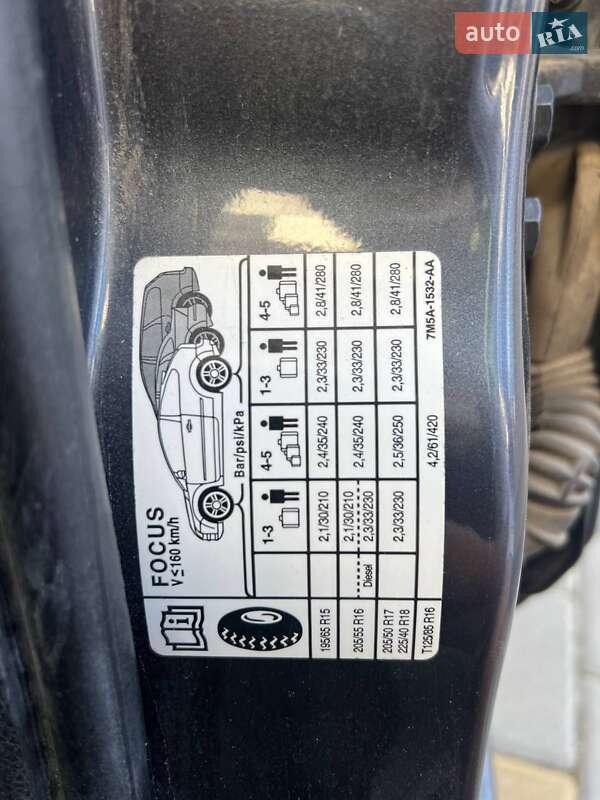 auto RIA
.com
FOCUS
V ≤ 160 km/h
Bar/psi/kPa
1-3
4-5
1-3
4-5
195/65 R15 2,1/30/210 2,4/35/240 2,3/33/230 2,8/41/280
205/55 R16 2,1/30/210 2,4/35/240 2,3/33/230 2,8/41/280
Diesel 2,3/33/230
205/50 R17 2,3/33/230 2,5/36/250 2,3/33/230 2,8/41/280
225/40 R18
T125/85 R16 4,2/61/420 7M5A-1532-AA